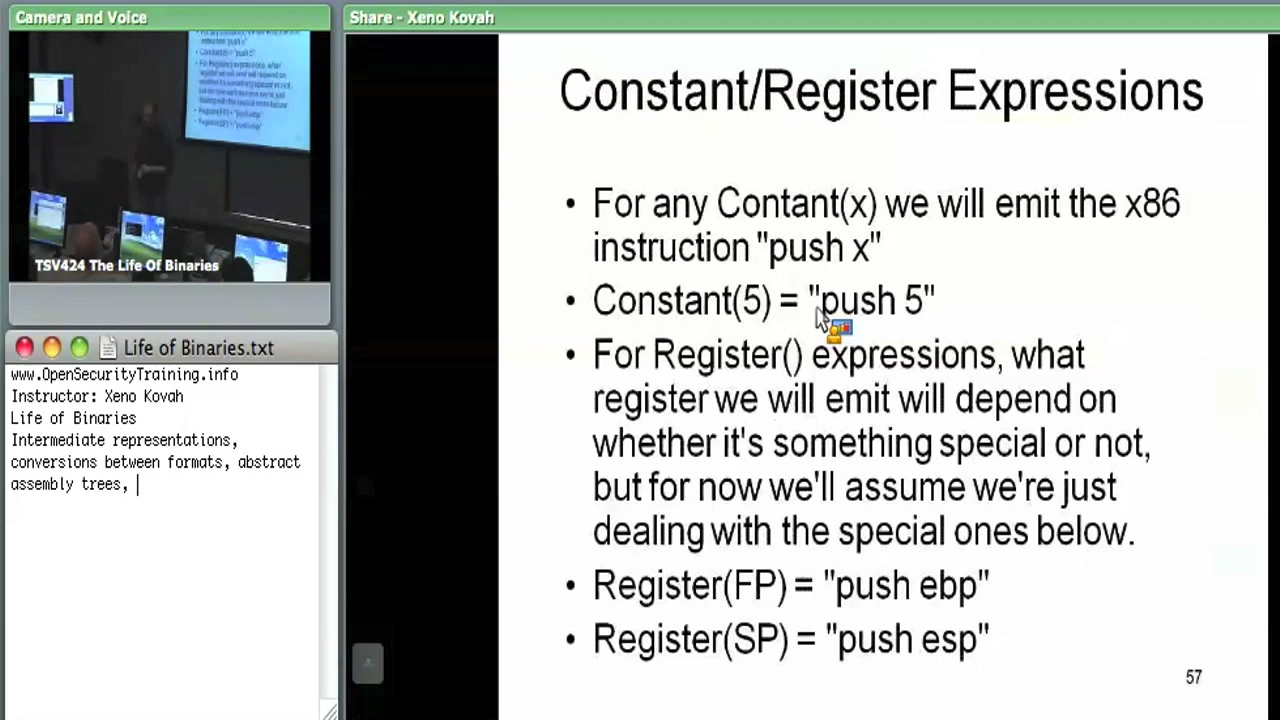 Camera and Voice
TSV424 The Life Of Binaries
Life of Binaries.txt
www.OpenSecurityTraining.info
Instructor: Xeno Kovah
Life of Binaries
Intermediate representations,
conversions between formats, abstract
assembly trees,
Share - Xeno Kovah
Constant/Register Expressions
• For any Contant(x) we will emit the x86
instruction "push x"
• Constant(5) = "push 5"
• For Register() expressions, what
register we will emit will depend on
whether it's something special or not,
but for now we'll assume we're just
dealing with the special ones below.
• Register(FP) = "push ebp"
• Register(SP) = "push esp"
57